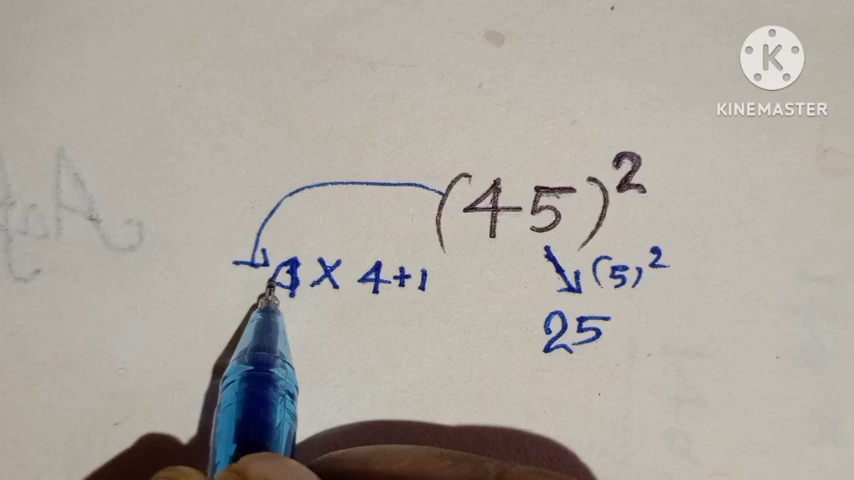 KINEMASTER
(45)²
4 × 4+1
(5)²
25